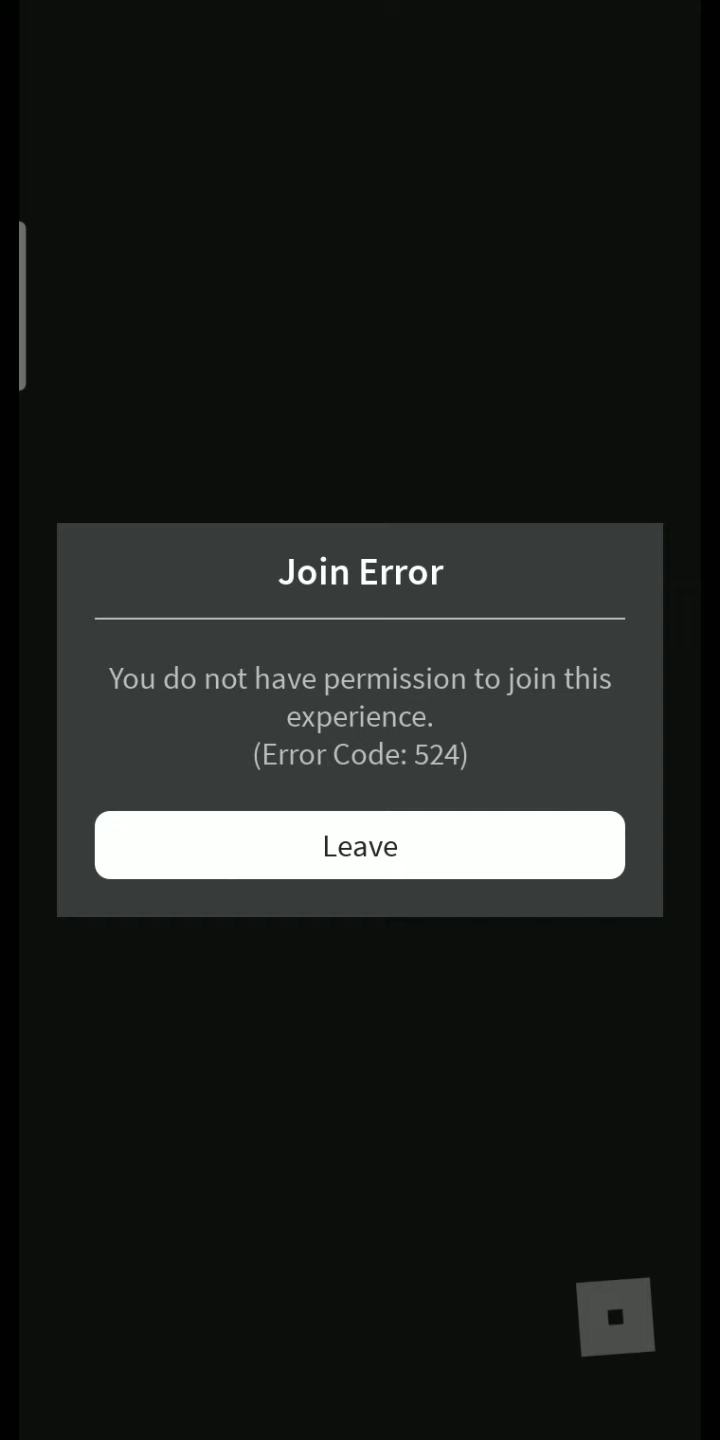 Join Error
You do not have permission to join this
experience.
(Error Code: 524)
Leave